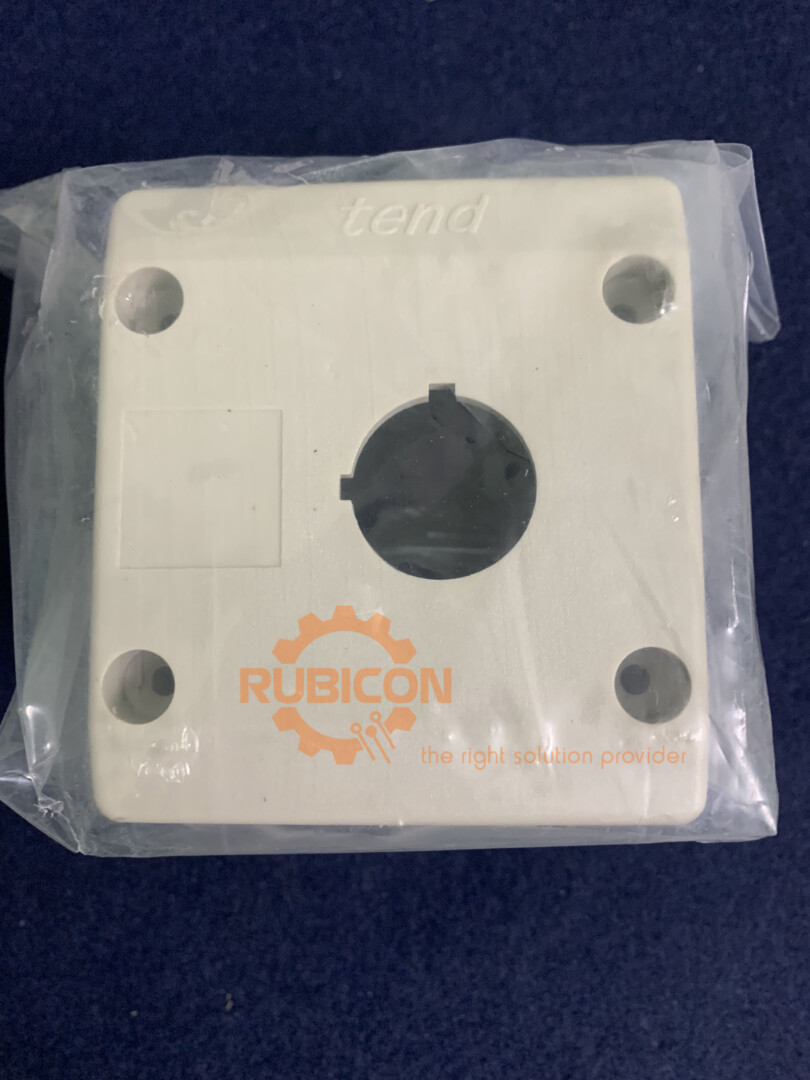 tend
RUBICON
the right solution provider